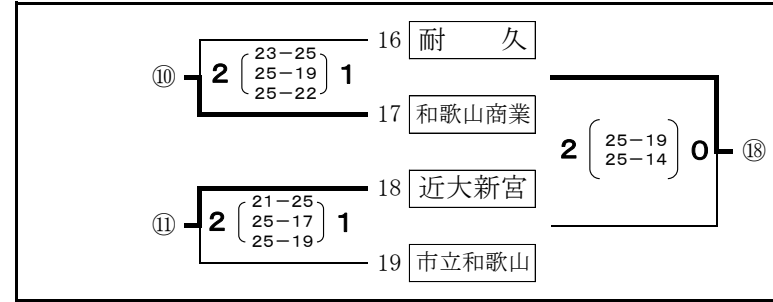 16 耐 久
⑩ 2 23-25 1
25-19
25-22
17 和歌山商業
2 25-19 0 ⑱
25-14
18 近大新宮
⑪ 2 21-25 1
25-17
25-19
19 市立和歌山